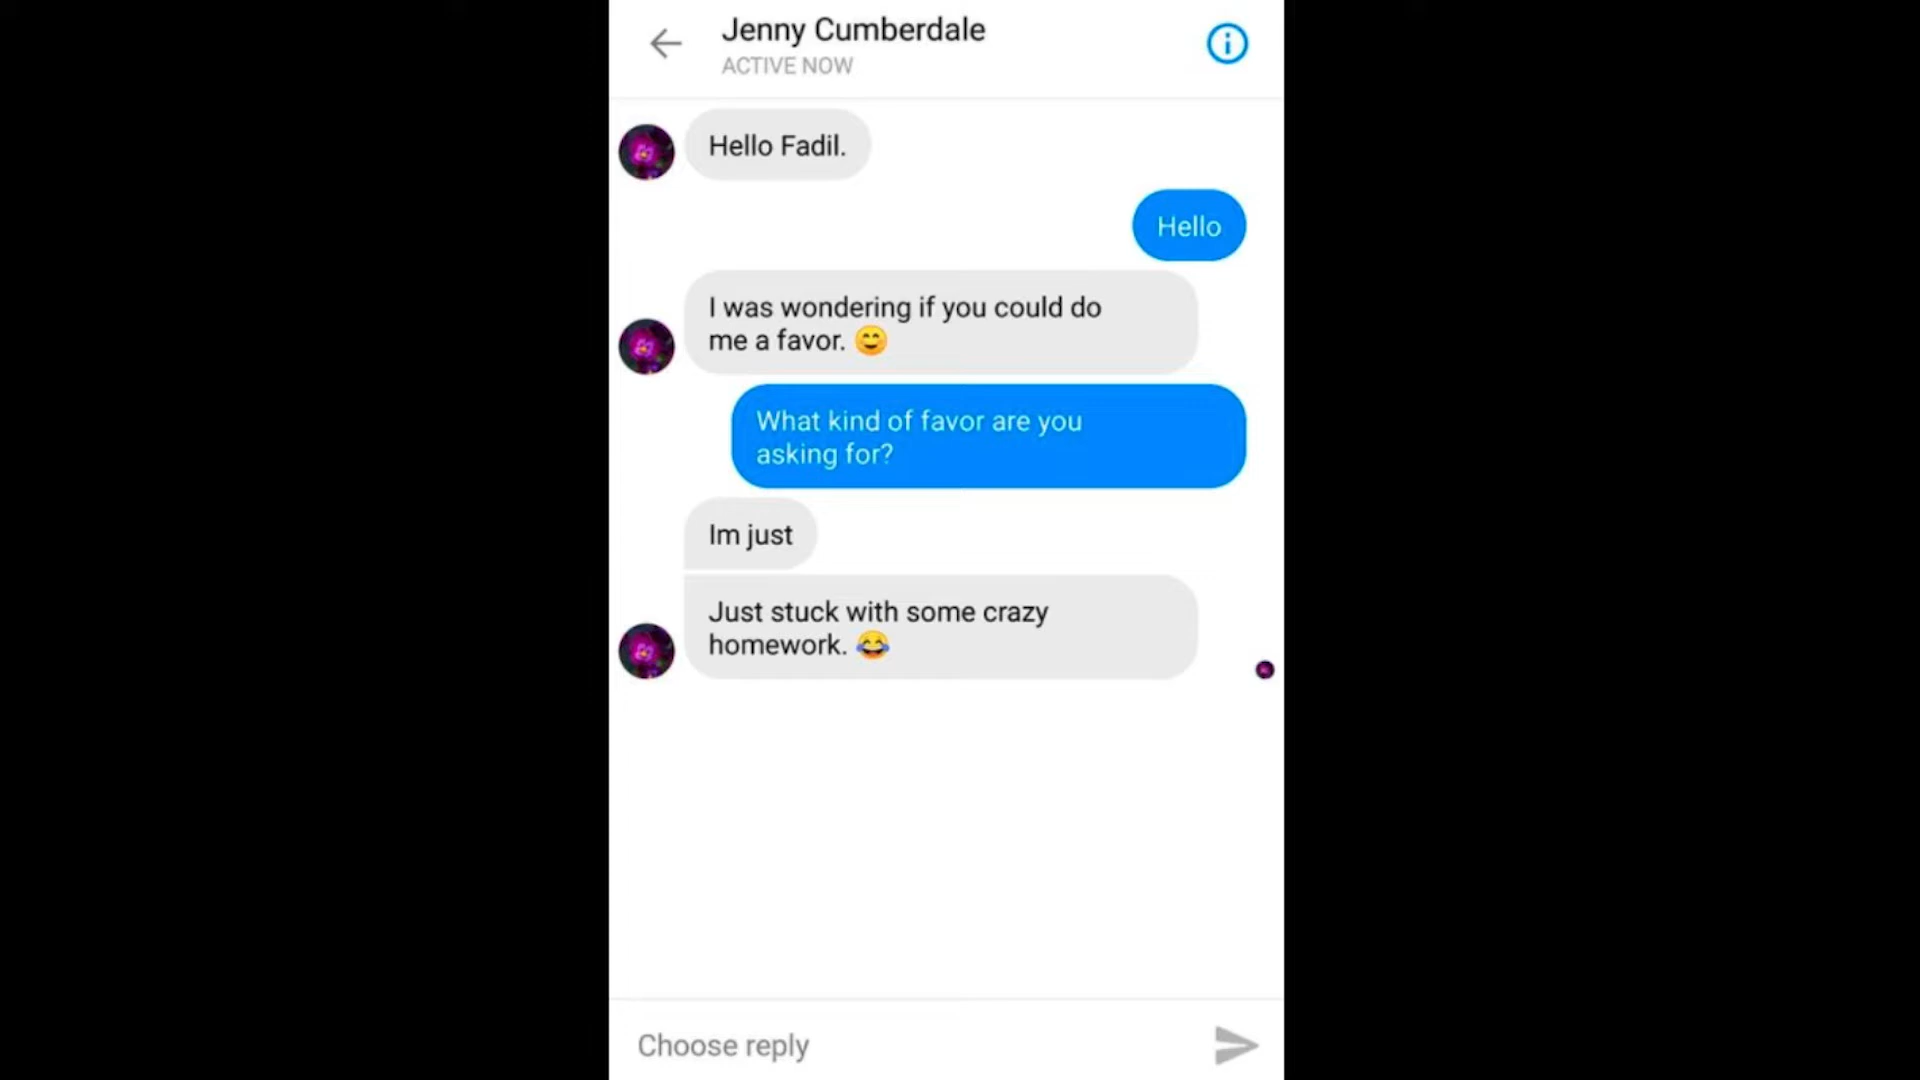 Jenny Cumberdale
ACTIVE NOW
Hello Fadil.
Hello
I was wondering if you could do
me a favor. 😊
What kind of favor are you
asking for?
Im just
Just stuck with some crazy
homework. 😂
Choose reply